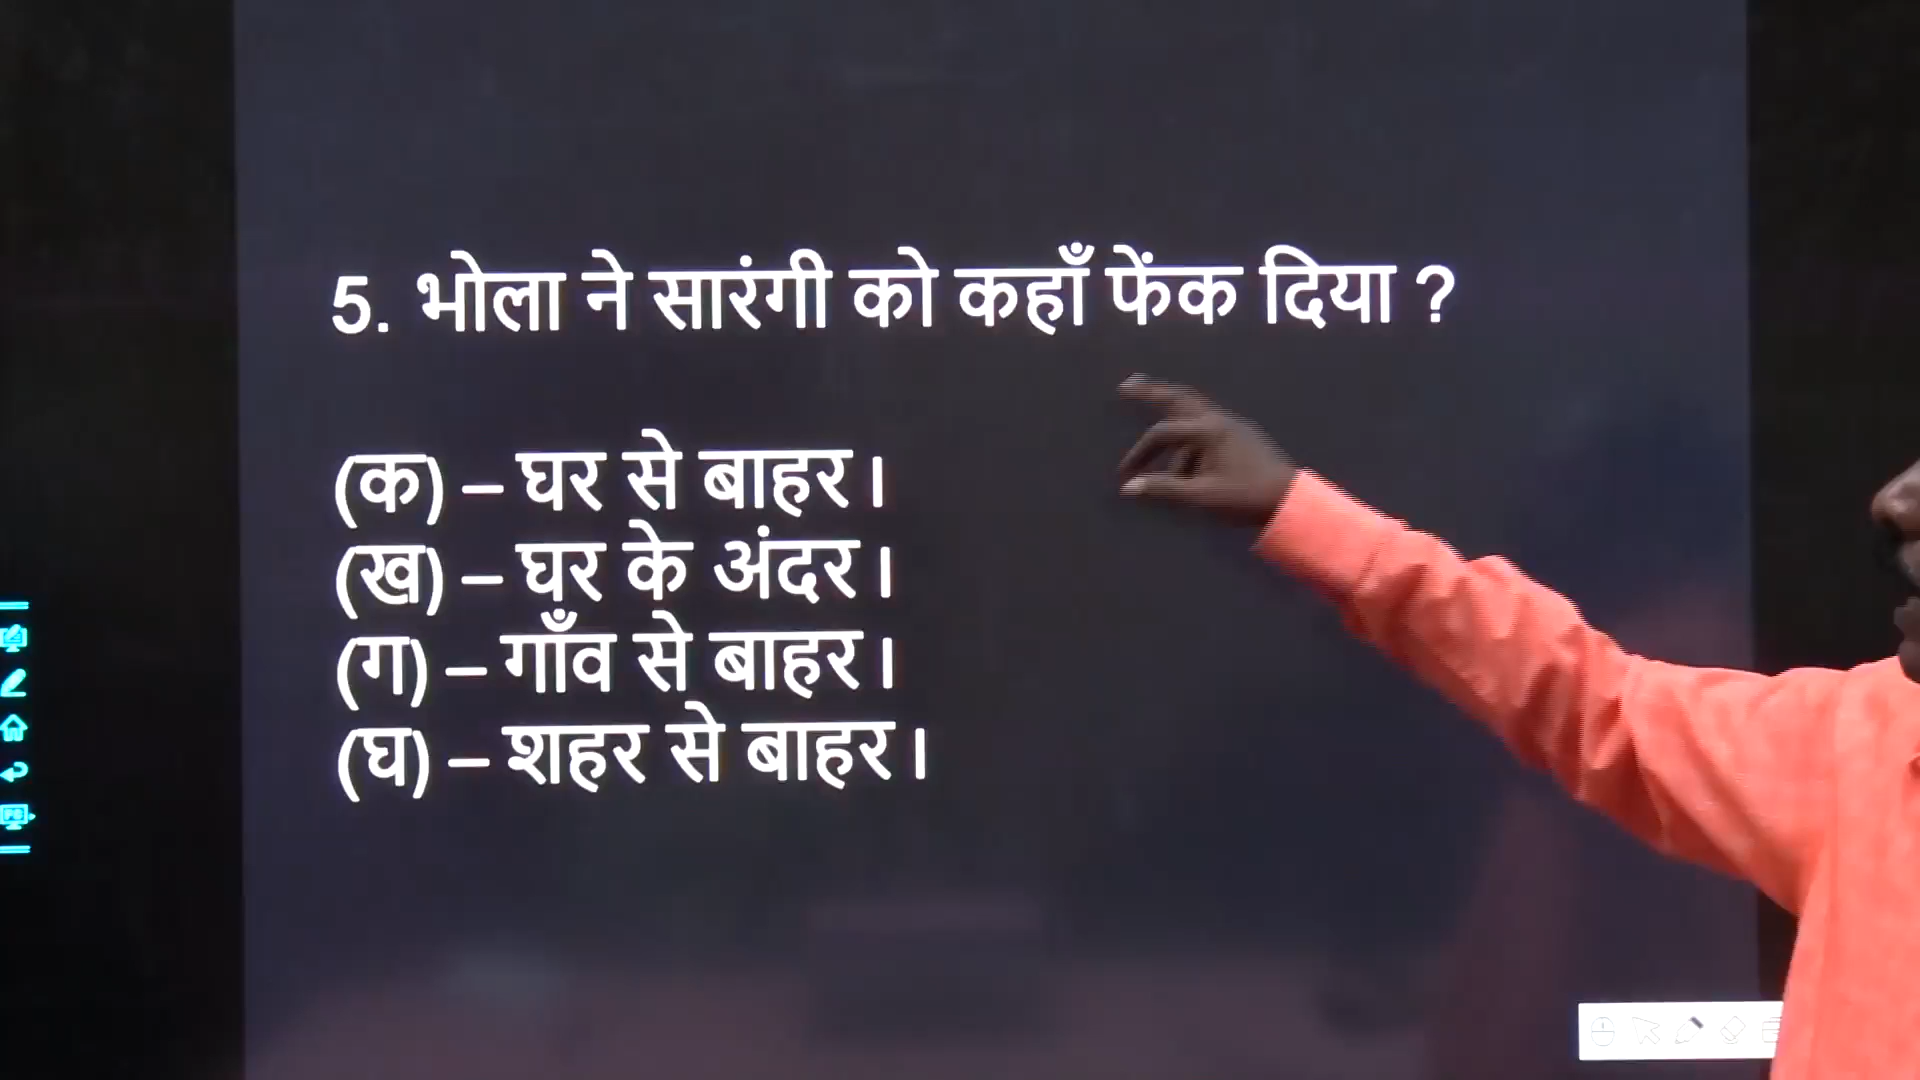 5. भोला ने सारंगी को कहाँ फेंक दिया ?
(क) – घर से बाहर।
(ख) – घर के अंदर।
(ग) – गाँव से बाहर।
(घ) – शहर से बाहर।